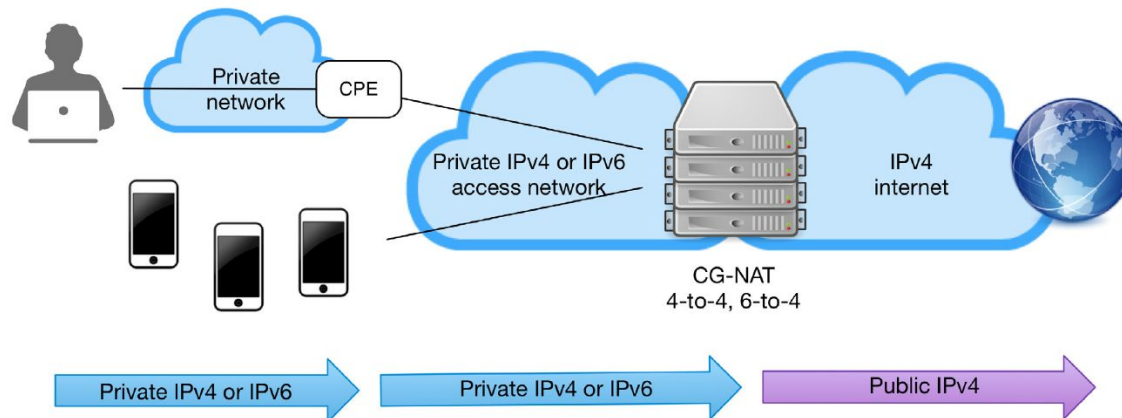 Private
network
CPE
Private IPv4 or IPv6
access network
IPv4
internet
CG-NAT
4-to-4, 6-to-4
Private IPv4 or IPv6
Private IPv4 or IPv6
Public IPv4